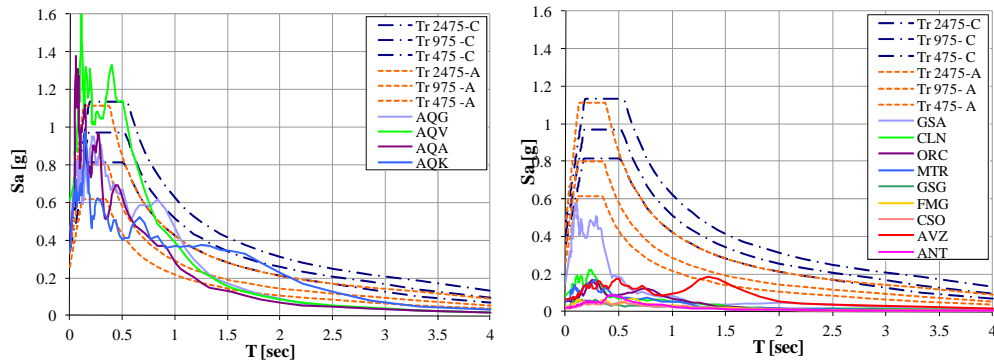 1.6
1.4
1.2
1
0.8
0.6
0.4
0.2
0
Sa [g]
0 0.5 1 1.5 2 2.5 3 3.5 4
T [sec]
Tr 2475-C
Tr 975 -C
Tr 475 -C
Tr 2475-A
Tr 975 - A
Tr 475 - A
AQG
AQV
AQA
AQK
1.6
1.4
1.2
1
0.8
0.6
0.4
0.2
0
Sa [g]
0 0.5 1 1.5 2 2.5 3 3.5 4
T [sec]
Tr 2475-C
Tr 975- C
Tr 475- C
Tr 2475-A
Tr 975- A
Tr 475- A
GSA
CLN
ORC
MTR
GSG
FMG
CSO
AVZ
ANT